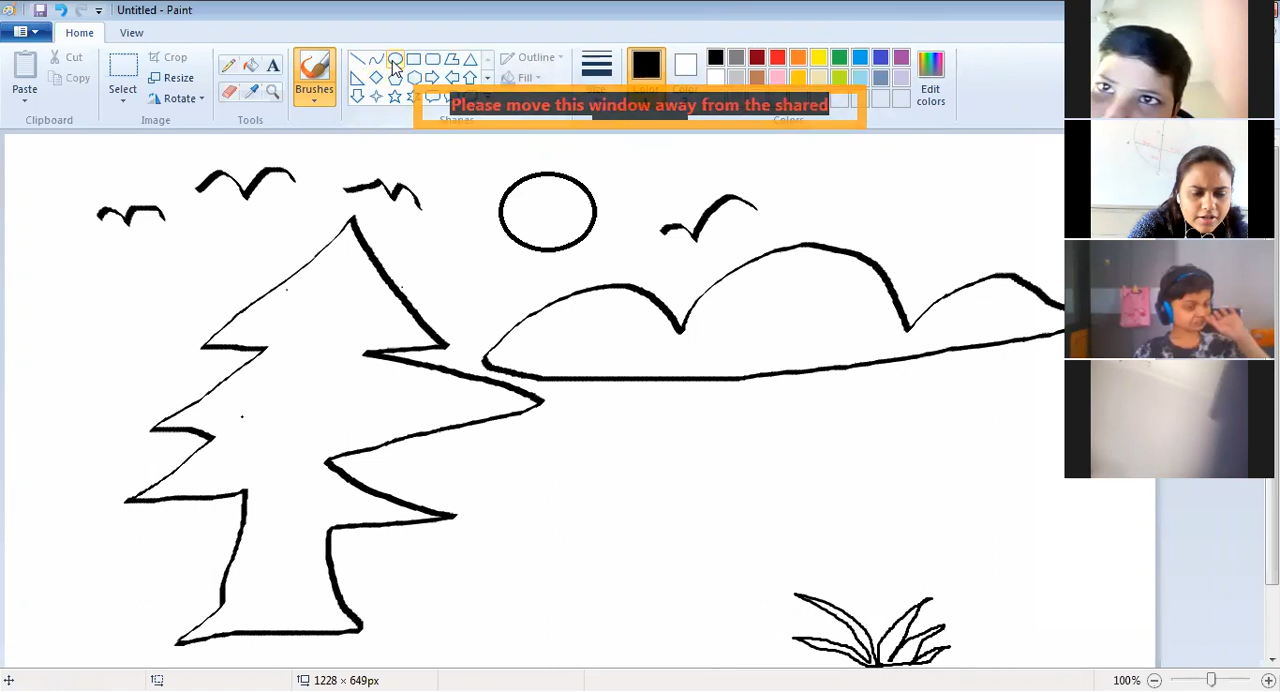 Untitled - Paint
Home
View
Paste
Cut
Copy
Clipboard
Select
Crop
Resize
Rotate
Image
A
Tools
Brushes
Outline
Fill
Edit
colors
Please move this window away from the shared
1228 × 649px
100%